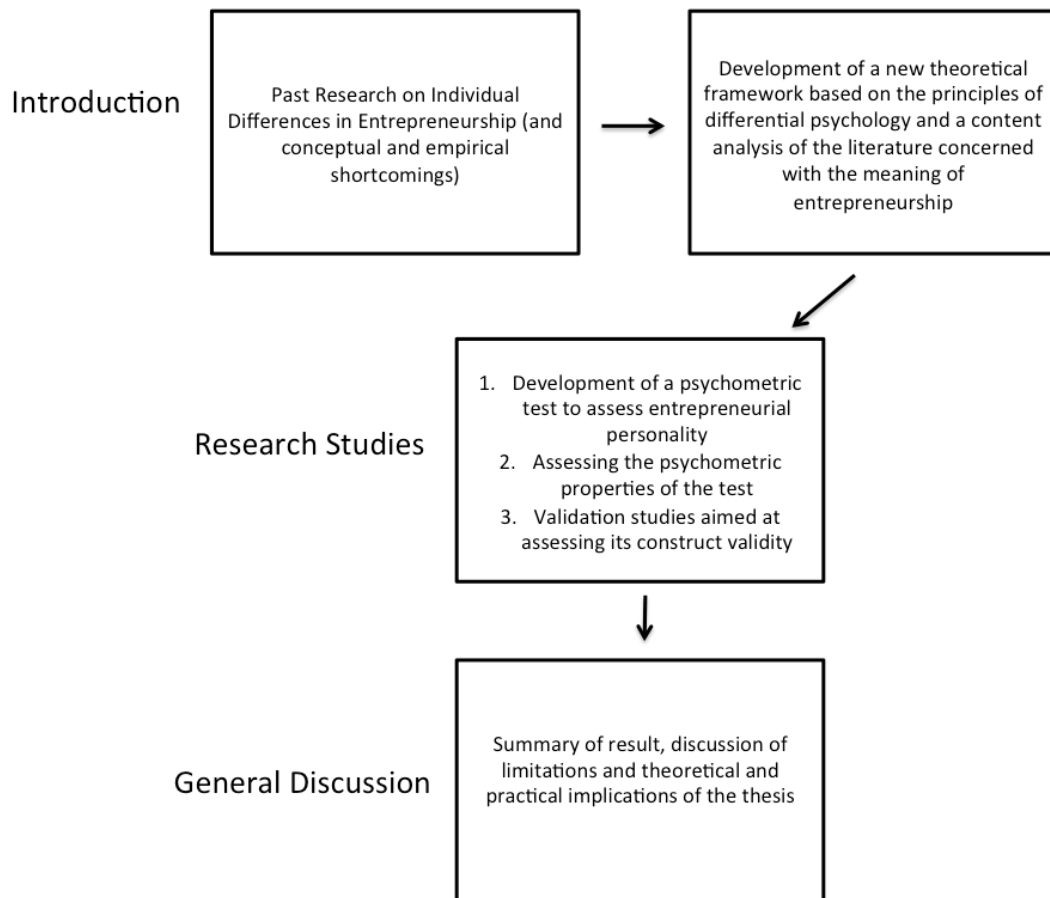 Introduction
Past Research on Individual
Differences in Entrepreneurship (and
conceptual and empirical
shortcomings)
Development of a new theoretical
framework based on the principles of
differential psychology and a content
analysis of the literature concerned
with the meaning of
entrepreneurship
Research Studies
1. Development of a psychometric
test to assess entrepreneurial
personality
2. Assessing the psychometric
properties of the test
3. Validation studies aimed at
assessing its construct validity
General Discussion
Summary of result, discussion of
limitations and theoretical and
practical implications of the thesis